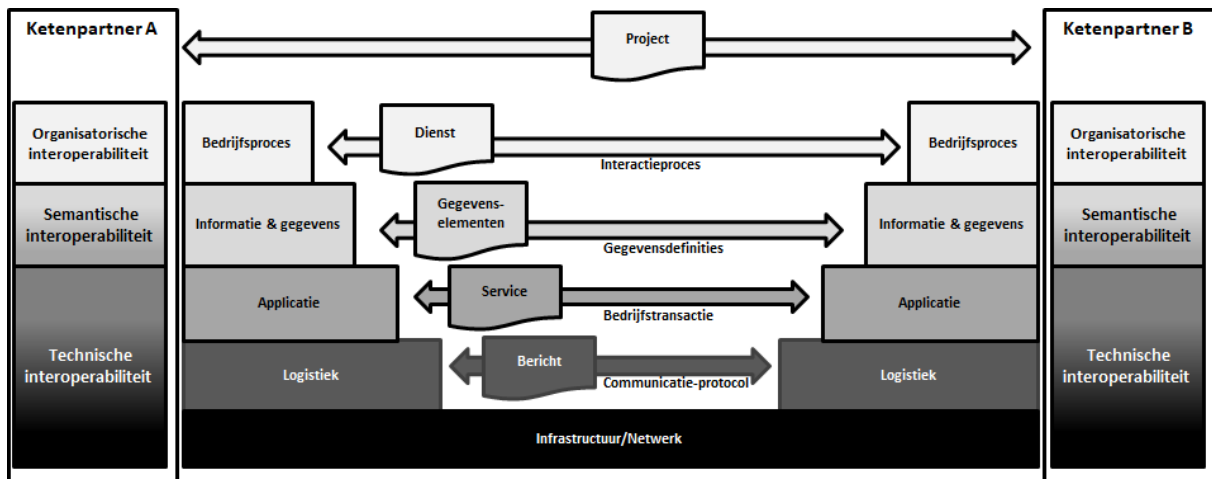 Ketenpartner A
Project
Ketenpartner B
Organisatorische
interoperabiliteit
Bedrijfsproces
Dienst
Interactieproces
Bedrijfsproces
Organisatorische
interoperabiliteit
Semantische
interoperabiliteit
Informatie & gegevens
Gegevens-
elementen
Gegevensdefinities
Informatie & gegevens
Semantische
interoperabiliteit
Applicatie
Service
Bedrijfstransactie
Applicatie
Technische
interoperabiliteit
Logistiek
Bericht
Communicatie-protocol
Logistiek
Technische
interoperabiliteit
Infrastructuur/Netwerk